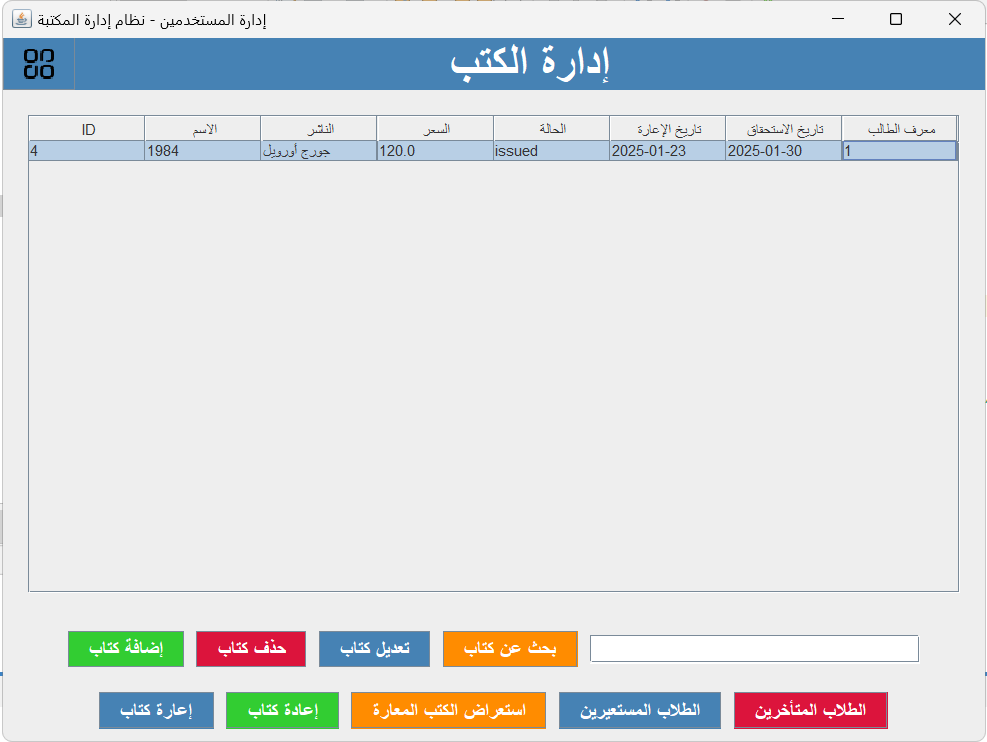 إدارة المستخدمين - نظام إدارة المكتبة
إدارة الكتب
ID الاسم الناشر السعر الحالة تاريخ الإعارة تاريخ الاستحقاق معرف الطالب
4 1984 جورج أورويل 120.0 issued 2025-01-23 2025-01-30 1
إضافة كتاب حذف كتاب تعديل كتاب بحث عن كتاب
إعارة كتاب إعادة كتاب استعراض الكتب المعارة الطلاب المستعيرين الطلاب المتأخرين